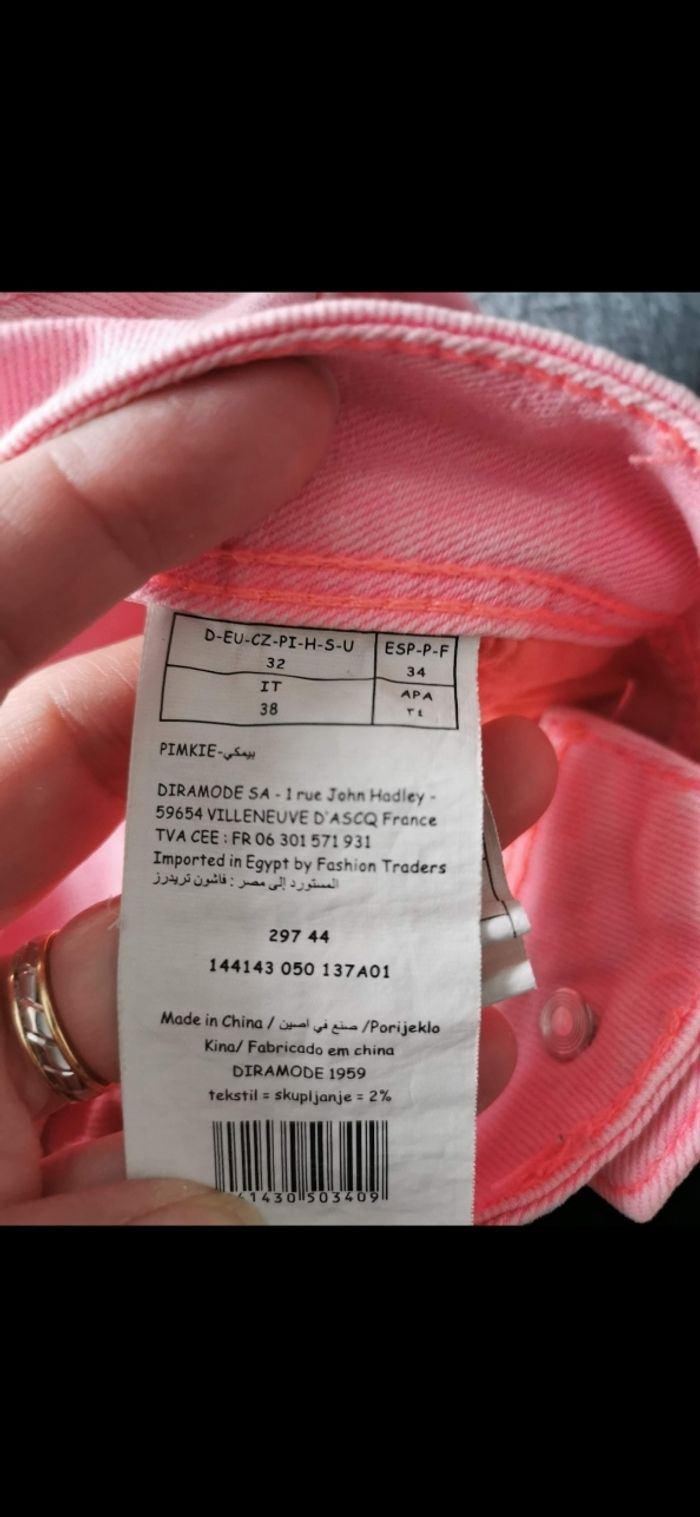 D-EU-CZ-PI-H-S-U
32
ESP-P-F
34
IT
38
APA
٣٤
PIMKIE-بيمكي
DIRAMODE SA - 1 rue John Hadley -
59654 VILLENEUVE D'ASCQ France
TVA CEE : FR 06 301 571 931
Imported in Egypt by Fashion Traders
المستورد إلى مصر : فاشون تريدرز
297 44
144143 050 137A01
Made in China / صنع في الصين /Porijeklo
Kina/ Fabricado em china
DIRAMODE 1959
tekstil = skupljanje = 2%
41430 503409